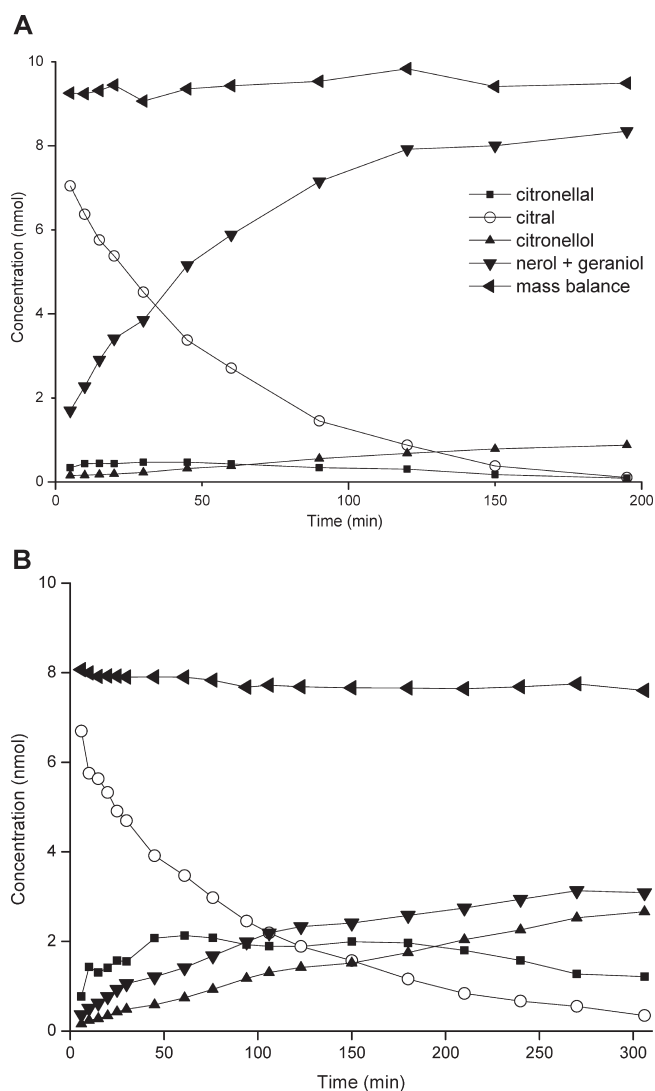 A
10
8
6
4
2
0
Concentration (nmol)
citronellal
citral
citronellol
nerol + geraniol
mass balance
0 50 100 150 200
Time (min)
B
10
8
6
4
2
0
Concentration (nmol)
0 50 100 150 200 250 300
Time (min)